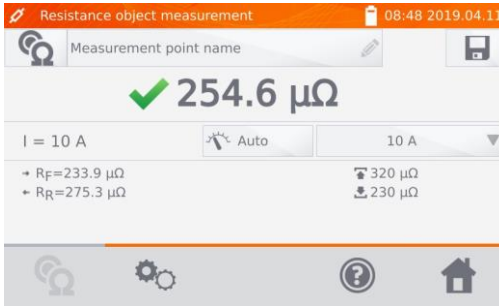 Resistance object measurement 08:48 2019.04.11
Measurement point name
254.6 µΩ
I = 10 A Auto 10 A
RF=233.9 µΩ 320 µΩ
RR=275.3 µΩ 230 µΩ